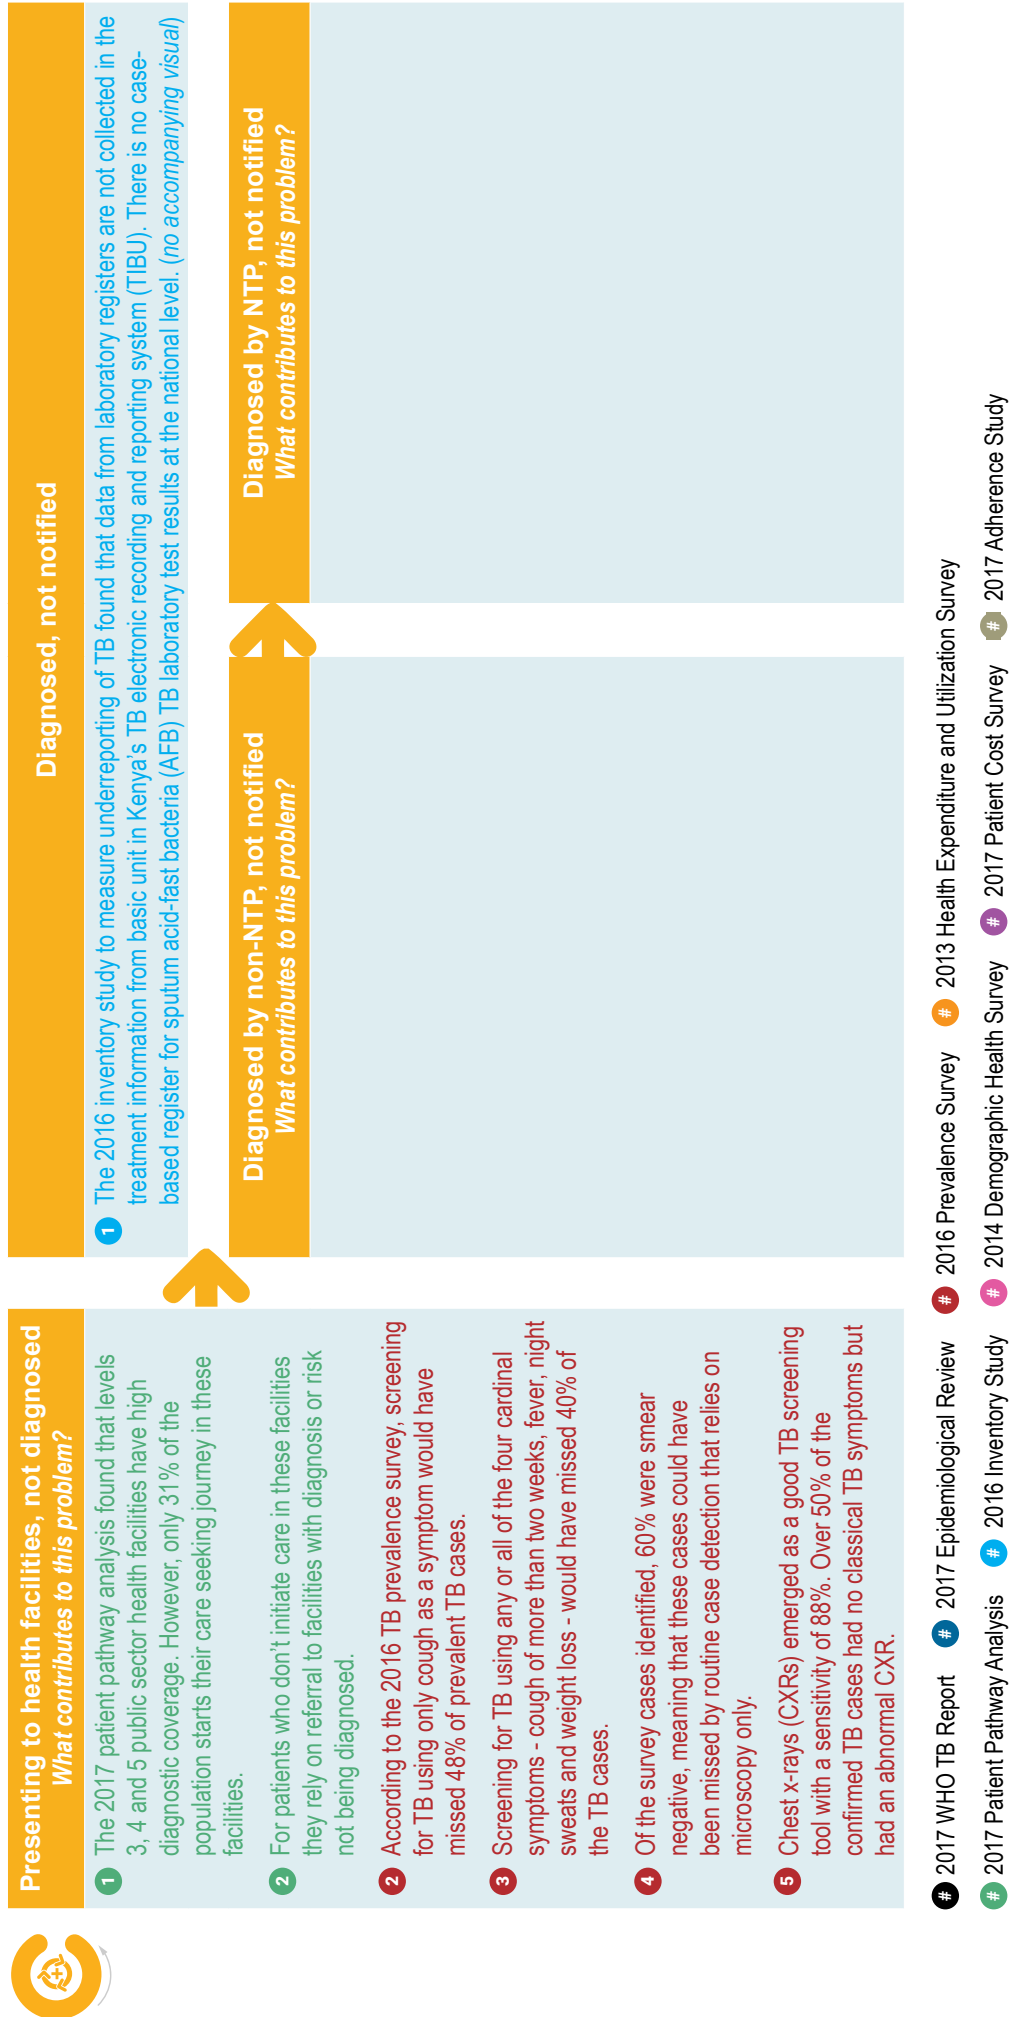 Presenting to health facilities, not diagnosed
What contributes to this problem?
1 The 2017 patient pathway analysis found that levels
3, 4 and 5 public sector health facilities have high
diagnostic coverage. However, only 31% of the
population starts their care seeking journey in these
facilities.
2 For patients who don't initiate care in these facilities
they rely on referral to facilities with diagnosis or risk
not being diagnosed.
2 According to the 2016 TB prevalence survey, screening
for TB using only cough as a symptom would have
missed 48% of prevalent TB cases.
3 Screening for TB using any or all of the four cardinal
symptoms - cough of more than two weeks, fever, night
sweats and weight loss - would have missed 40% of
the TB cases.
4 Of the survey cases identified, 60% were smear
negative, meaning that these cases could have
been missed by routine case detection that relies on
microscopy only.
5 Chest x-rays (CXRs) emerged as a good TB screening
tool with a sensitivity of 88%. Over 50% of the
confirmed TB cases had no classical TB symptoms but
had an abnormal CXR.
Diagnosed, not notified
1 The 2016 inventory study to measure underreporting of TB found that data from laboratory registers are not collected in the
treatment information from basic unit in Kenya's TB electronic recording and reporting system (TIBU). There is no case-
based register for sputum acid-fast bacteria (AFB) TB laboratory test results at the national level. (no accompanying visual)
Diagnosed by non-NTP, not notified
What contributes to this problem?
Diagnosed by NTP, not notified
What contributes to this problem?
# 2017 WHO TB Report # 2017 Epidemiological Review # 2016 Prevalence Survey # 2013 Health Expenditure and Utilization Survey
# 2017 Patient Pathway Analysis # 2016 Inventory Study # 2014 Demographic Health Survey # 2017 Patient Cost Survey # 2017 Adherence Study